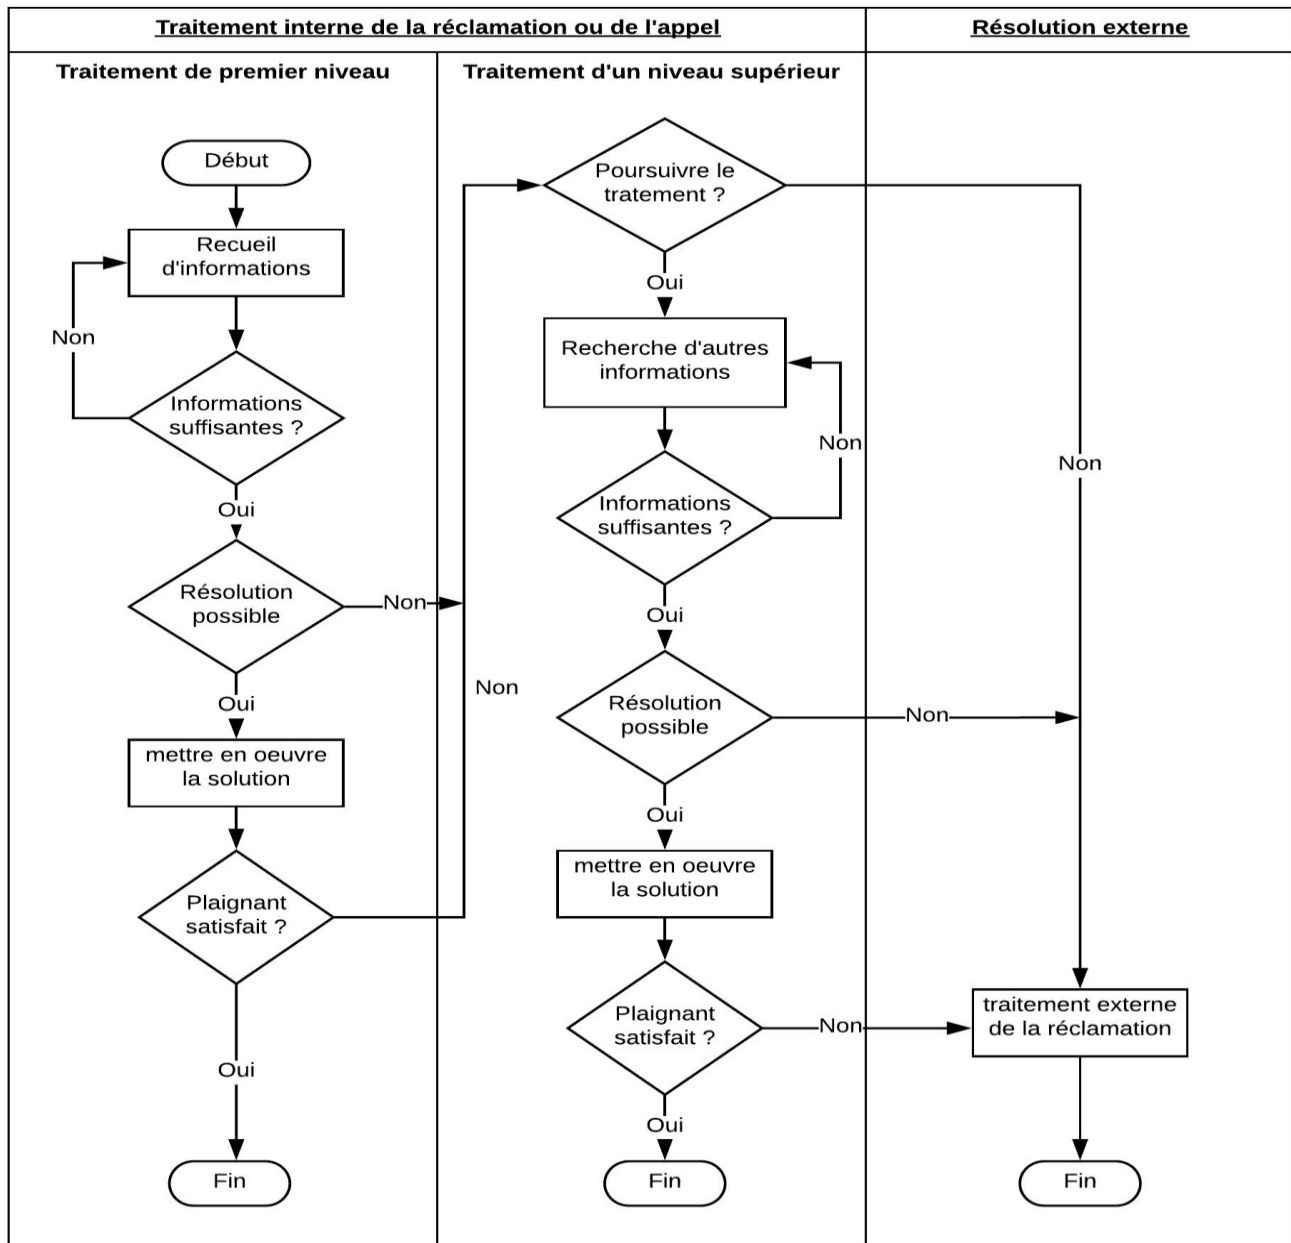 Traitement interne de la réclamation ou de l'appel
Résolution externe
Traitement de premier niveau
Traitement d'un niveau supérieur
Début
Recueil
d'informations
Non
Informations
suffisantes ?
Oui
Résolution
possible
Non
Oui
mettre en oeuvre
la solution
Plaignant
satisfait ?
Non
Oui
Fin
Poursuivre le
tratement ?
Oui
Recherche d'autres
informations
Non
Informations
suffisantes ?
Oui
Résolution
possible
Non
Oui
mettre en oeuvre
la solution
Plaignant
satisfait ?
Non
Oui
Fin
Non
traitement externe
de la réclamation
Fin